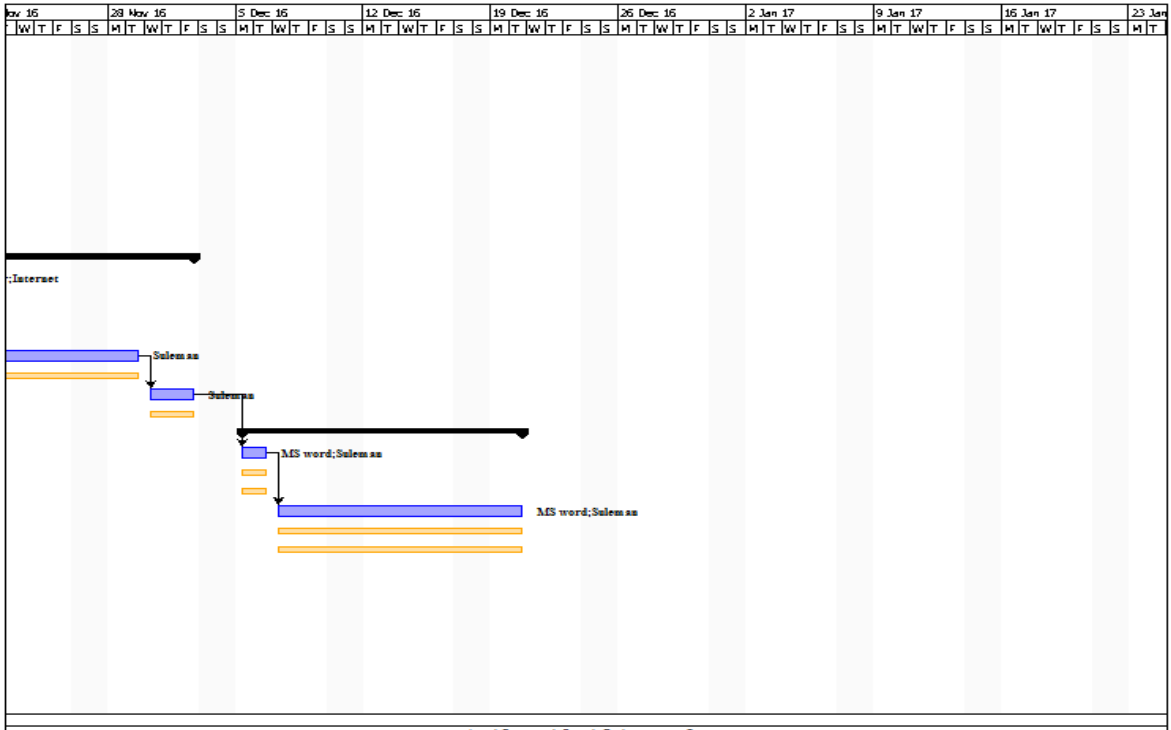 ov 16 28 Nov 16 5 Dec 16 12 Dec 16 19 Dec 16 26 Dec 16 2 Jan 17 9 Jan 17 16 Jan 17 23 Jan
W T F S S M T W T F S S M T W T F S S M T W T F S S M T W T F S S M T W T F S S M T W T F S S M T W T F S S M T W T F S S M T
;Internet
Suleman
Suleman
MS word;Suleman
MS word;Suleman